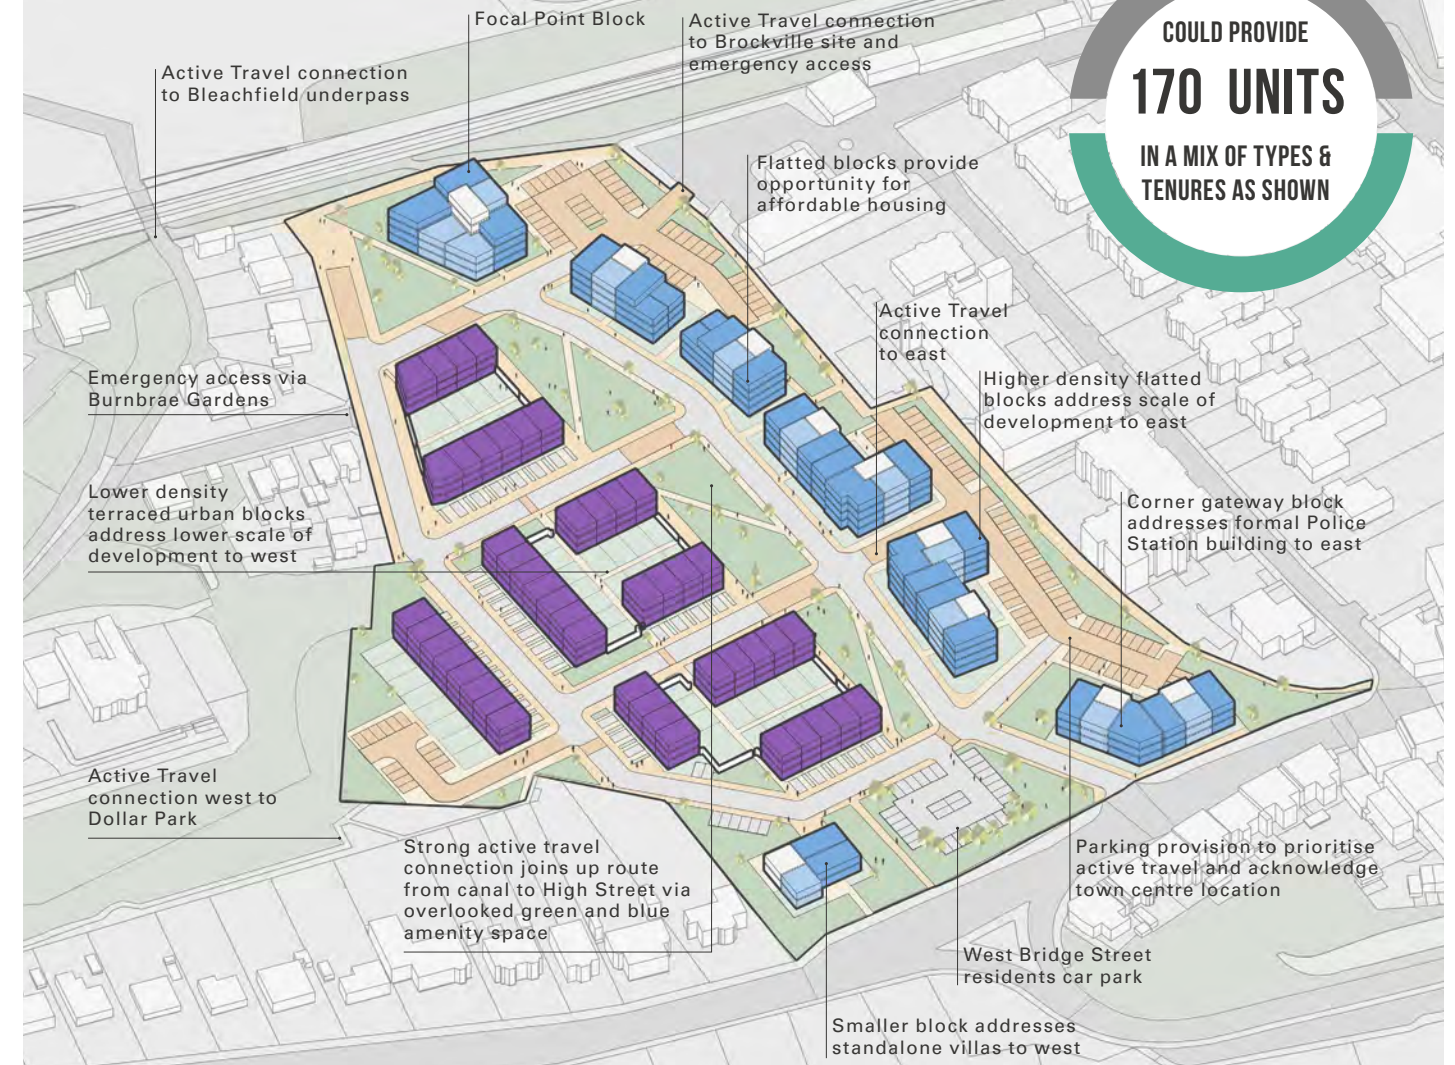 Focal Point Block
Active Travel connection
to Brockville site and
emergency access
COULD PROVIDE
170 UNITS
IN A MIX OF TYPES &
TENURES AS SHOWN
Active Travel connection
to Bleachfield underpass
Flatted blocks provide
opportunity for
affordable housing
Active Travel
connection
to east
Emergency access via
Burnbrae Gardens
Higher density flatted
blocks address scale of
development to east
Lower density
terraced urban blocks
address lower scale of
development to west
Corner gateway block
addresses formal Police
Station building to east
Active Travel
connection west to
Dollar Park
Strong active travel
connection joins up route
from canal to High Street via
overlooked green and blue
amenity space
Parking provision to prioritise
active travel and acknowledge
town centre location
West Bridge Street
residents car park
Smaller block addresses
standalone villas to west